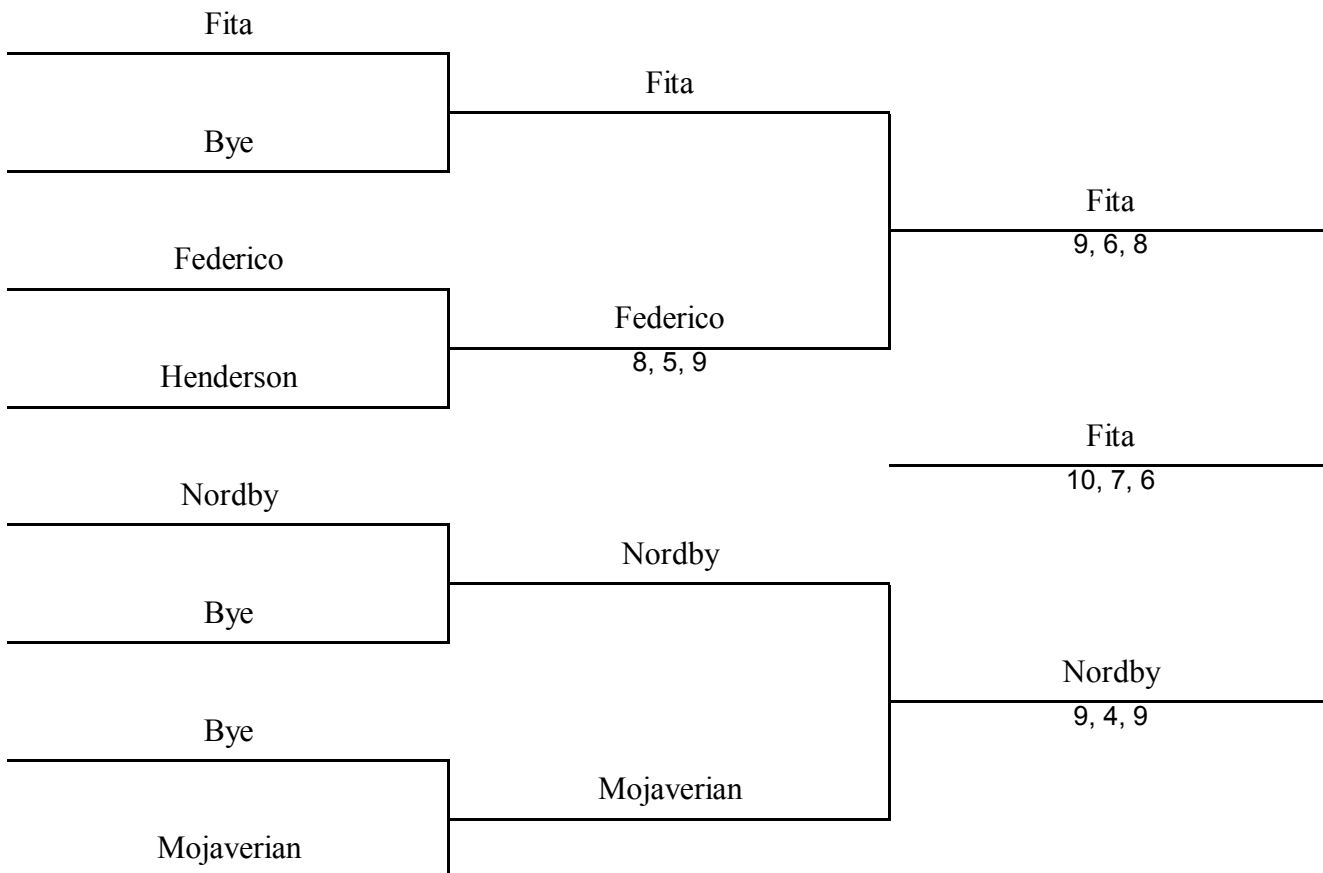 Fita
Fita
Bye
Fita
9, 6, 8
Federico
Federico
8, 5, 9
Henderson
Fita
10, 7, 6
Nordby
Nordby
Bye
Nordby
9, 4, 9
Bye
Mojaverian
Mojaverian